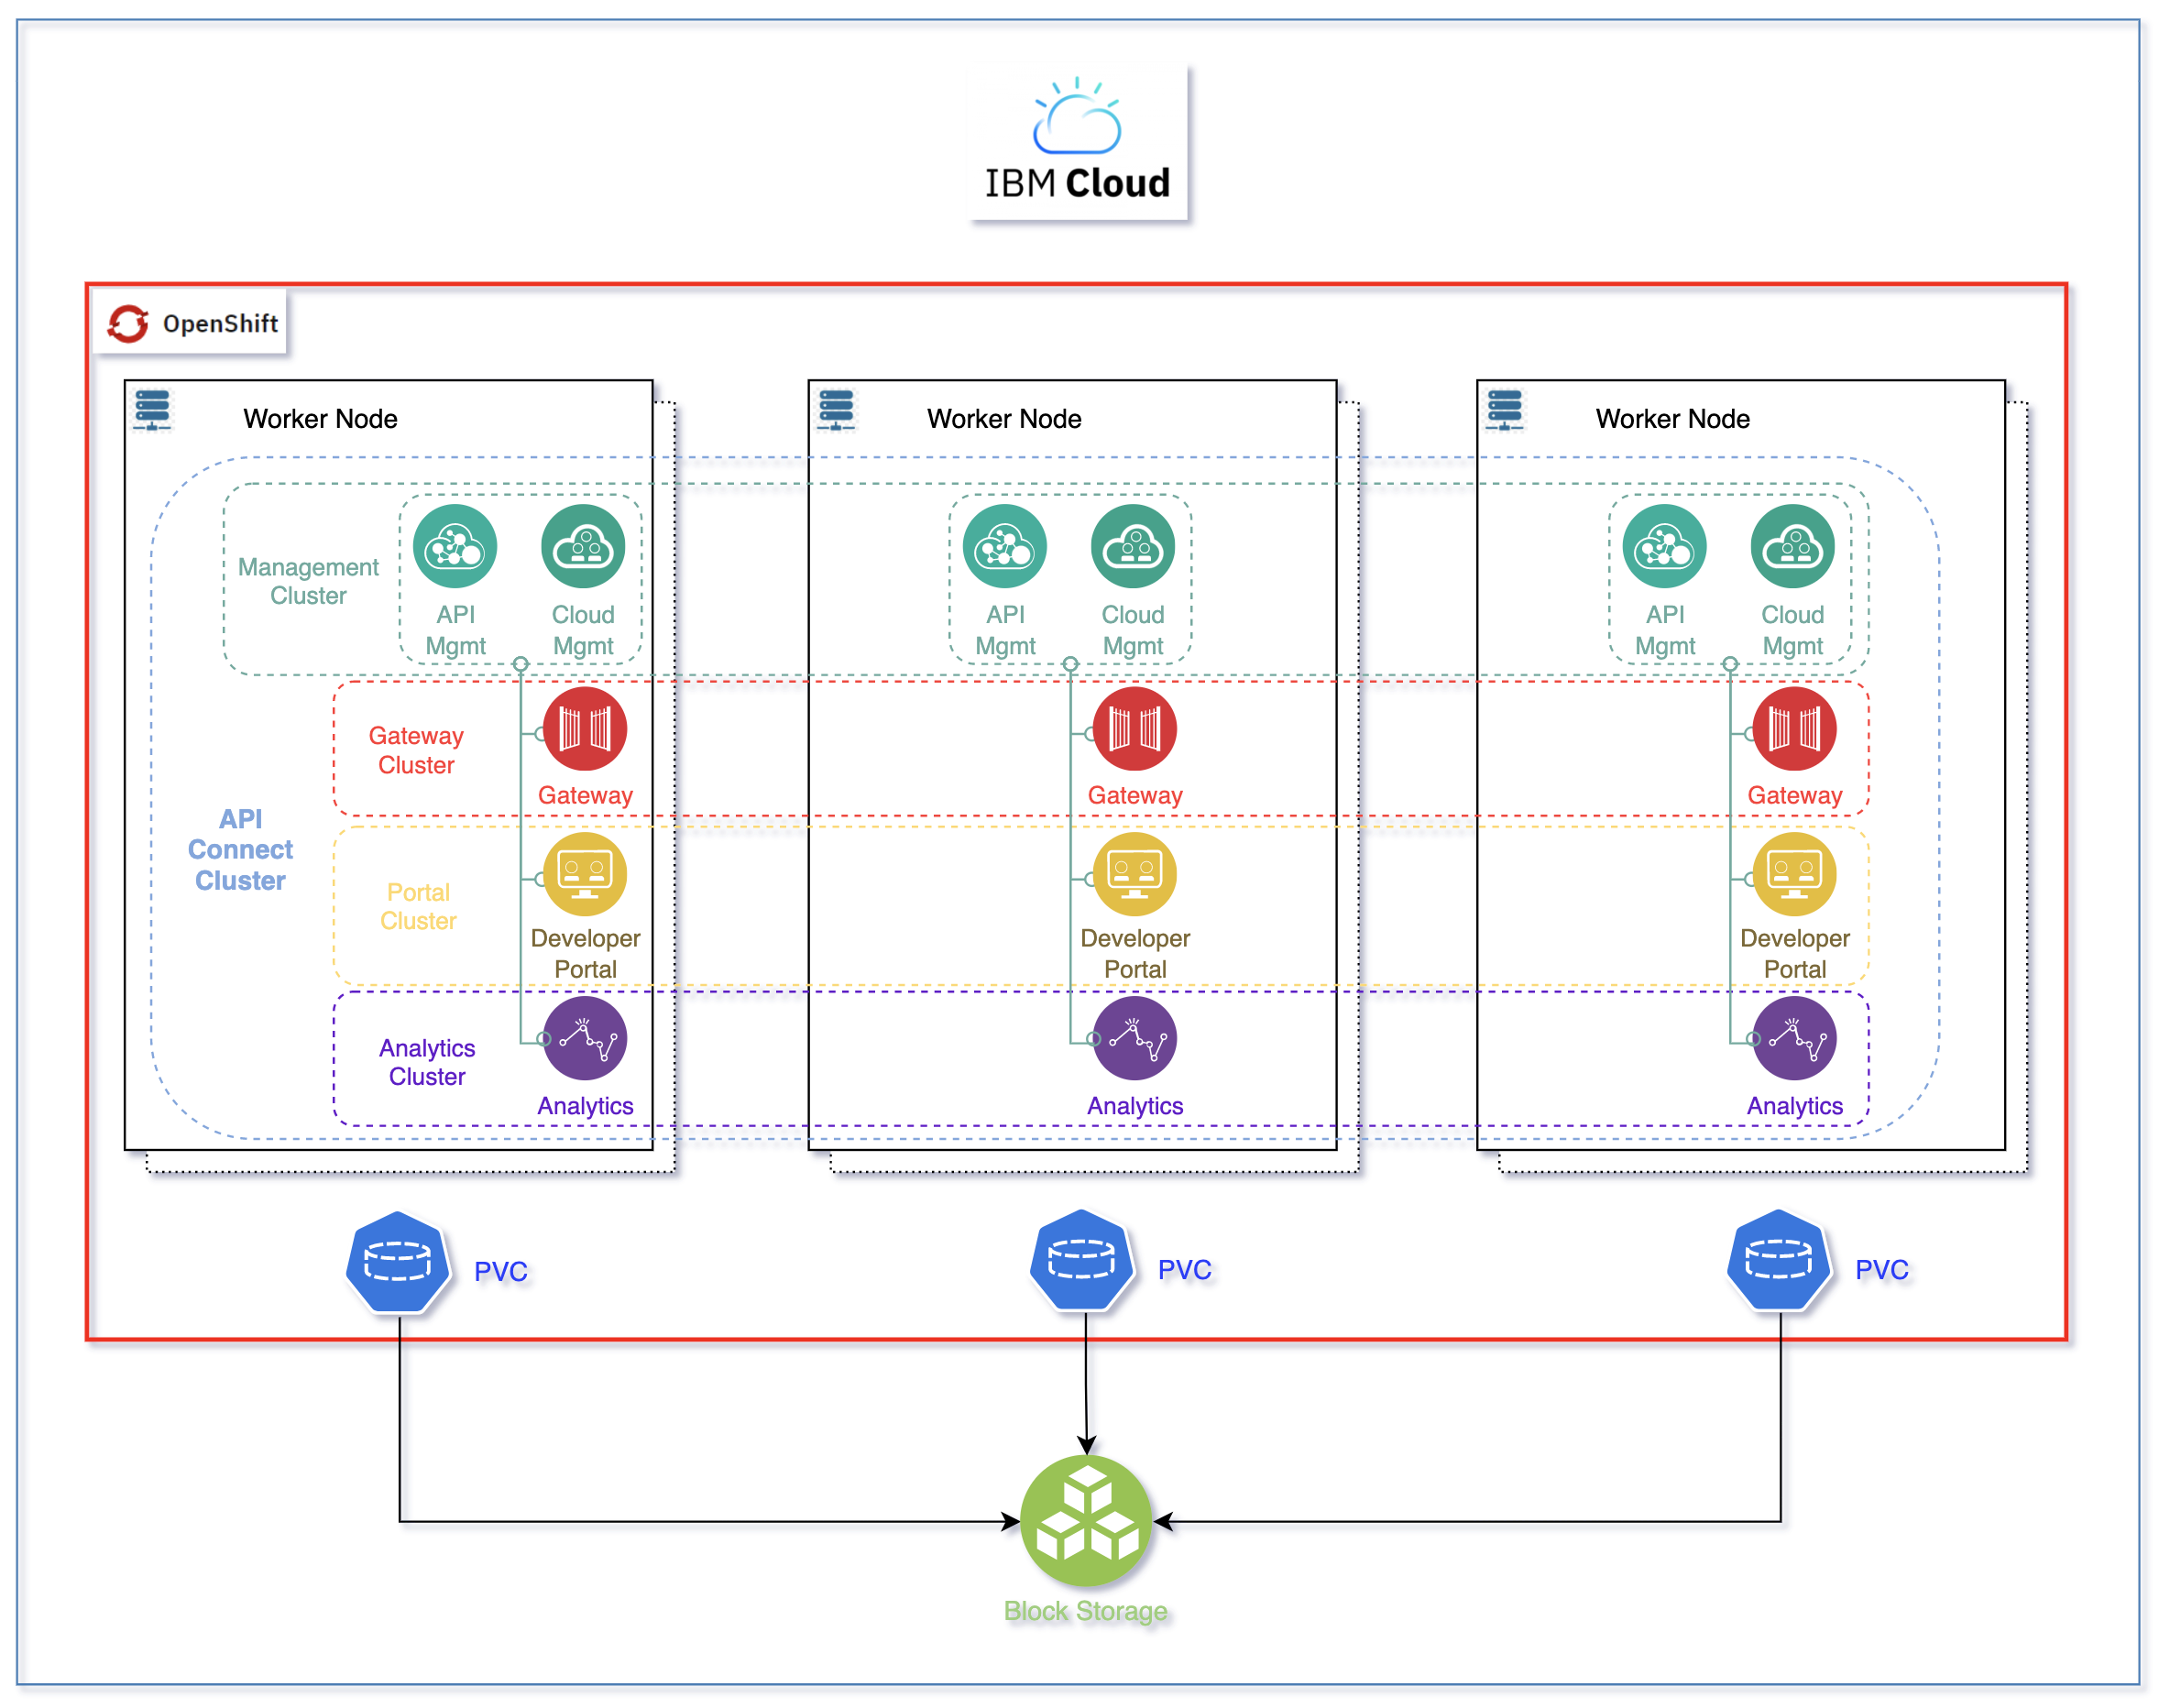 IBM Cloud
OpenShift
Worker Node
Worker Node
Worker Node
Management
Cluster
API
Mgmt
Cloud
Mgmt
API
Mgmt
Cloud
Mgmt
API
Mgmt
Cloud
Mgmt
Gateway
Cluster
Gateway
Gateway
Gateway
API
Connect
Cluster
Portal
Cluster
Developer
Portal
Developer
Portal
Developer
Portal
Analytics
Cluster
Analytics
Analytics
Analytics
PVC
PVC
PVC
Block Storage